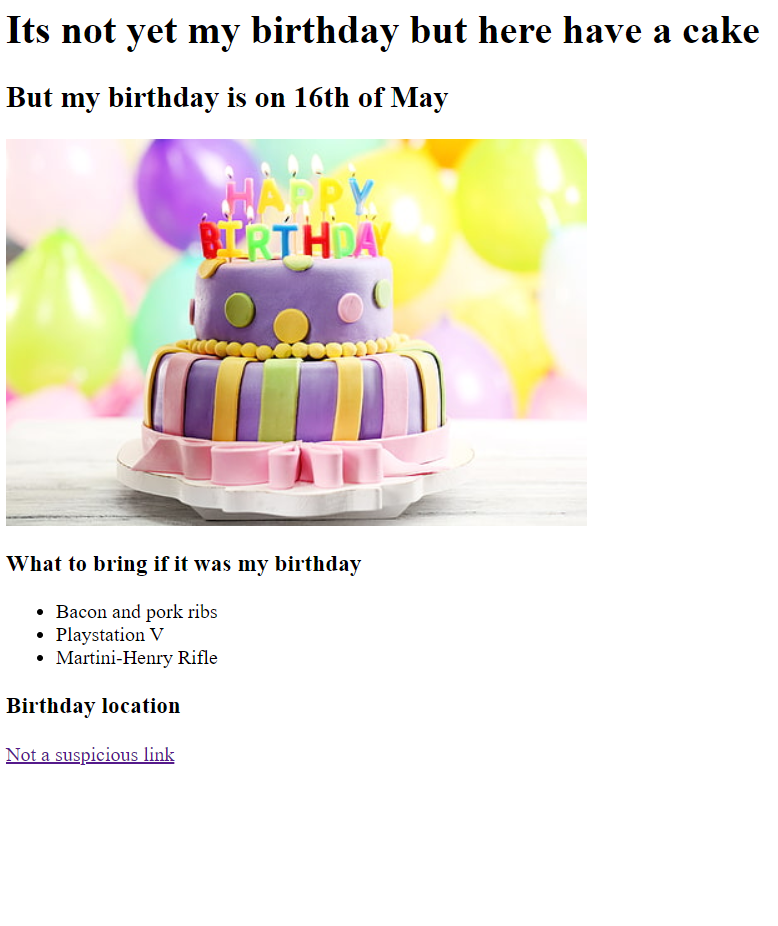 Its not yet my birthday but here have a cake
But my birthday is on 16th of May
HAPPY
BIRTHDAY
What to bring if it was my birthday
Bacon and pork ribs
Playstation V
Martini-Henry Rifle
Birthday location
Not a suspicious link